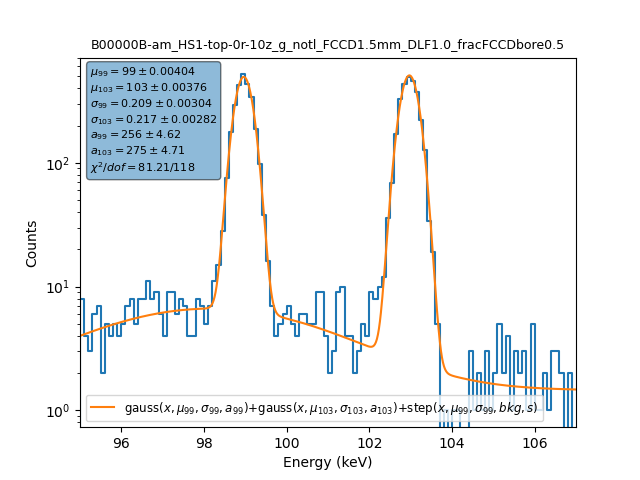 B00000B-am_HS1-top-0r-10z_g_notl_FCCD1.5mm_DLF1.0_fracFCCDbore0.5
μ₉₉ = 99 ± 0.00404
μ₁₀₃ = 103 ± 0.00376
σ₉₉ = 0.209 ± 0.00304
σ₁₀₃ = 0.217 ± 0.00282
a₉₉ = 256 ± 4.62
a₁₀₃ = 275 ± 4.71
χ²/dof = 81.21/118
10²
10¹
10⁰
Counts
gauss(x, μ₉₉, σ₉₉, a₉₉)+gauss(x, μ₁₀₃, σ₁₀₃, a₁₀₃)+step(x, μ₉₉, σ₉₉, bkg, s)
96 98 100 102 104 106
Energy (keV)